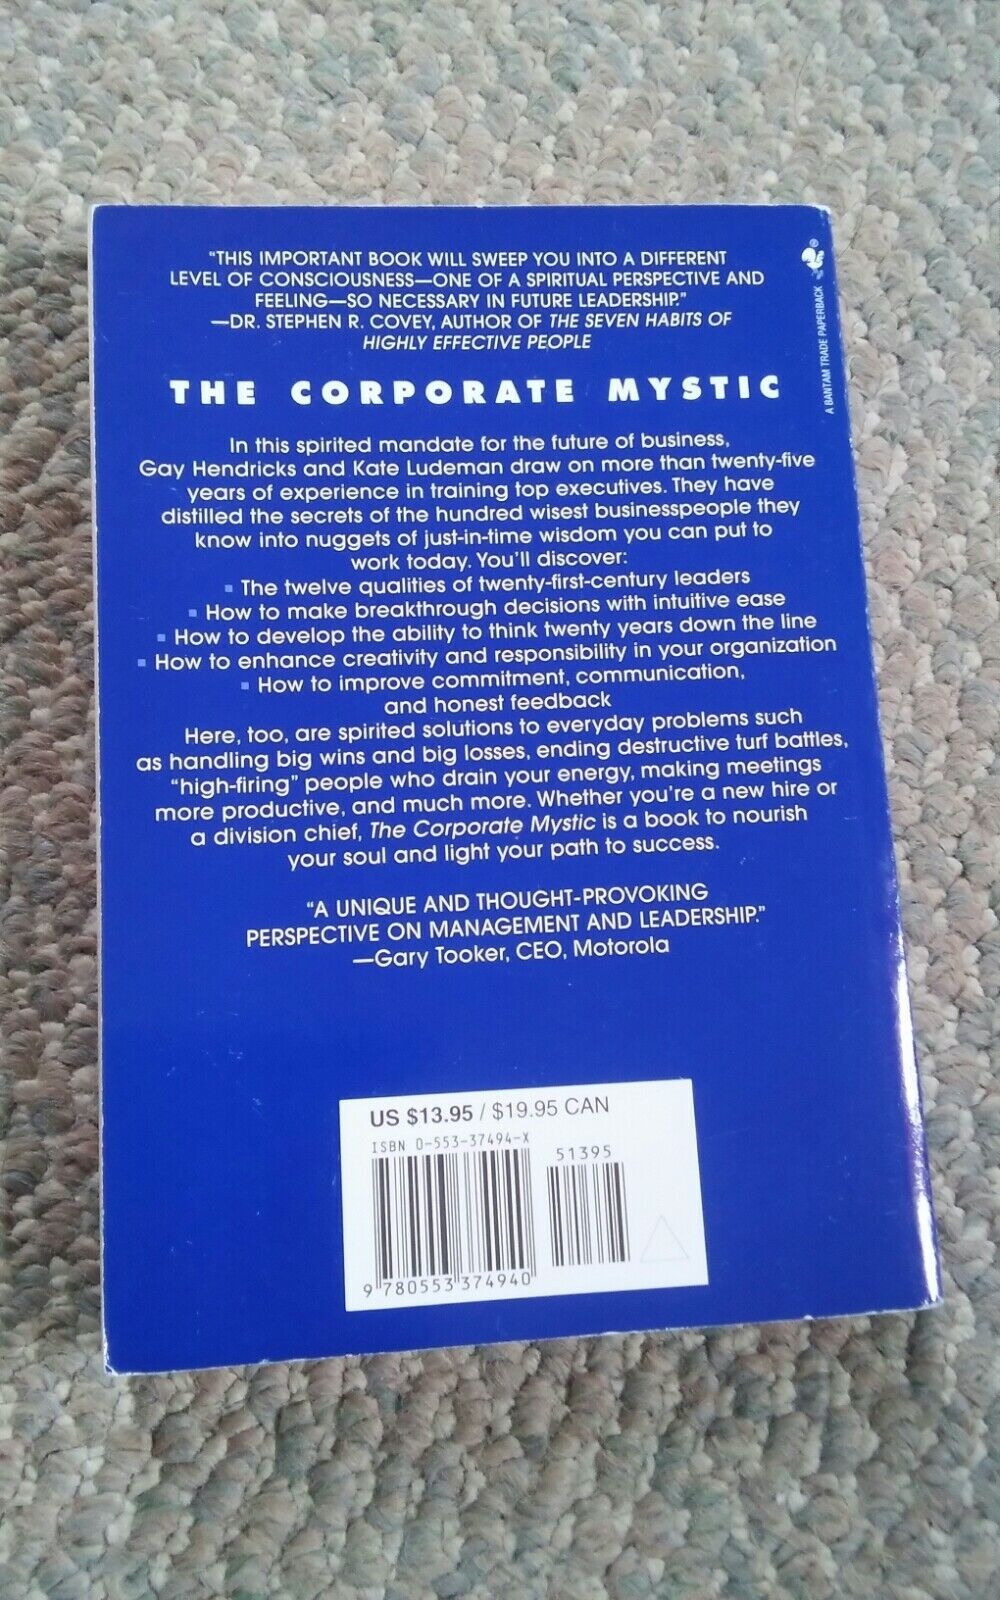 "THIS IMPORTANT BOOK WILL SWEEP YOU INTO A DIFFERENT
LEVEL OF CONSCIOUSNESS—ONE OF A SPIRITUAL PERSPECTIVE AND
FEELING—SO NECESSARY IN FUTURE LEADERSHIP."
—DR. STEPHEN R. COVEY, AUTHOR OF THE SEVEN HABITS OF
HIGHLY EFFECTIVE PEOPLE
A BANTAM TRADE PAPERBACK
THE CORPORATE MYSTIC
In this spirited mandate for the future of business,
Gay Hendricks and Kate Ludeman draw on more than twenty-five
years of experience in training top executives. They have
distilled the secrets of the hundred wisest businesspeople they
know into nuggets of just-in-time wisdom you can put to
work today. You'll discover:
▪ The twelve qualities of twenty-first-century leaders
▪ How to make breakthrough decisions with intuitive ease
▪ How to develop the ability to think twenty years down the line
▪ How to enhance creativity and responsibility in your organization
▪ How to improve commitment, communication,
and honest feedback
Here, too, are spirited solutions to everyday problems such
as handling big wins and big losses, ending destructive turf battles,
"high-firing" people who drain your energy, making meetings
more productive, and much more. Whether you're a new hire or
a division chief, The Corporate Mystic is a book to nourish
your soul and light your path to success.
"A UNIQUE AND THOUGHT-PROVOKING
PERSPECTIVE ON MANAGEMENT AND LEADERSHIP."
—Gary Tooker, CEO, Motorola
US $13.95 / $19.95 CAN
ISBN 0-553-37494-X
51395
9 780553 374940